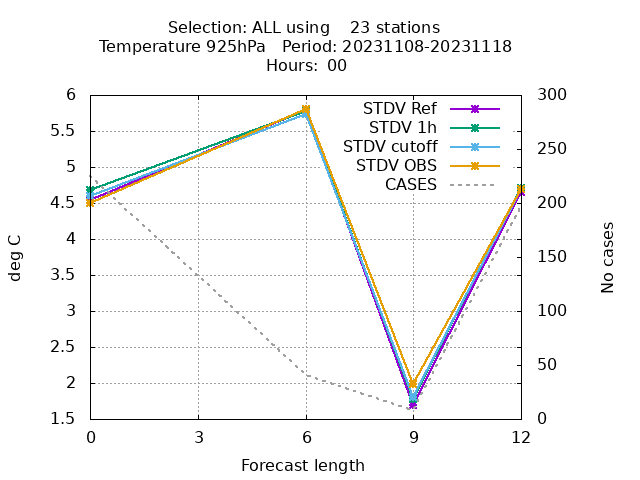 Selection: ALL using 23 stations
Temperature 925hPa Period: 20231108-20231118
Hours: 00
6
5.5
5
4.5
4
3.5
3
2.5
2
1.5
300
250
200
150
100
50
0
STDV Ref
STDV 1h
STDV cutoff
STDV OBS
CASES
deg C
No cases
0 3 6 9 12
Forecast length